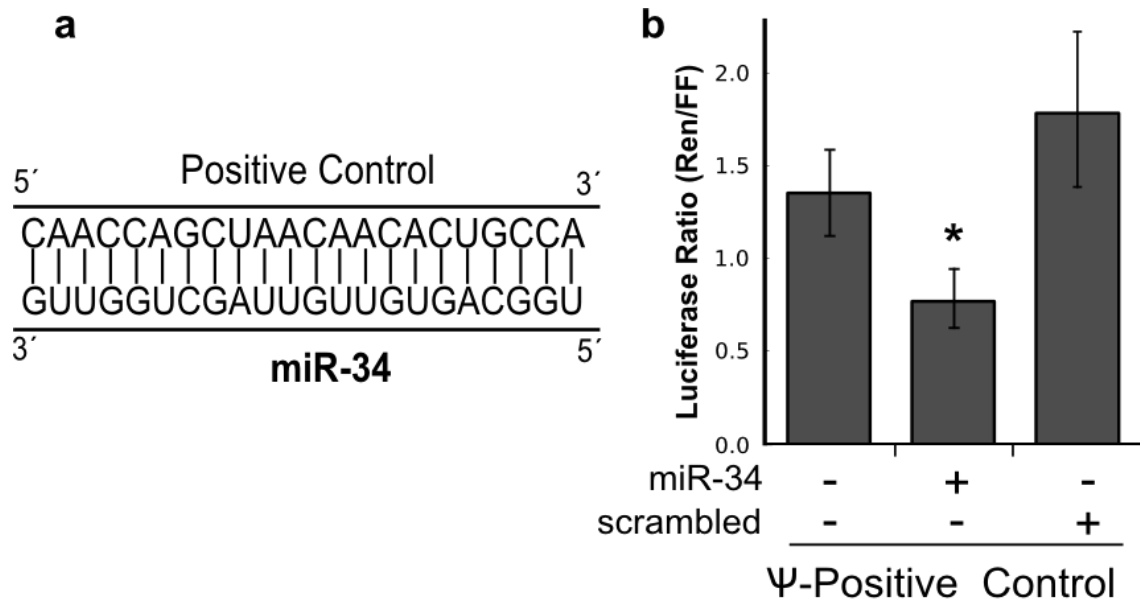 a
5′ Positive Control 3′
CAACCAGCUAACAACACUGCCA
GUUGGUCGAUUGUUGUGACGGU
3′ miR-34 5′
b
Luciferase Ratio (Ren/FF)
2.0
1.5
1.0
0.5
0.0
*
miR-34 - + -
scrambled - - +
Ψ-Positive Control